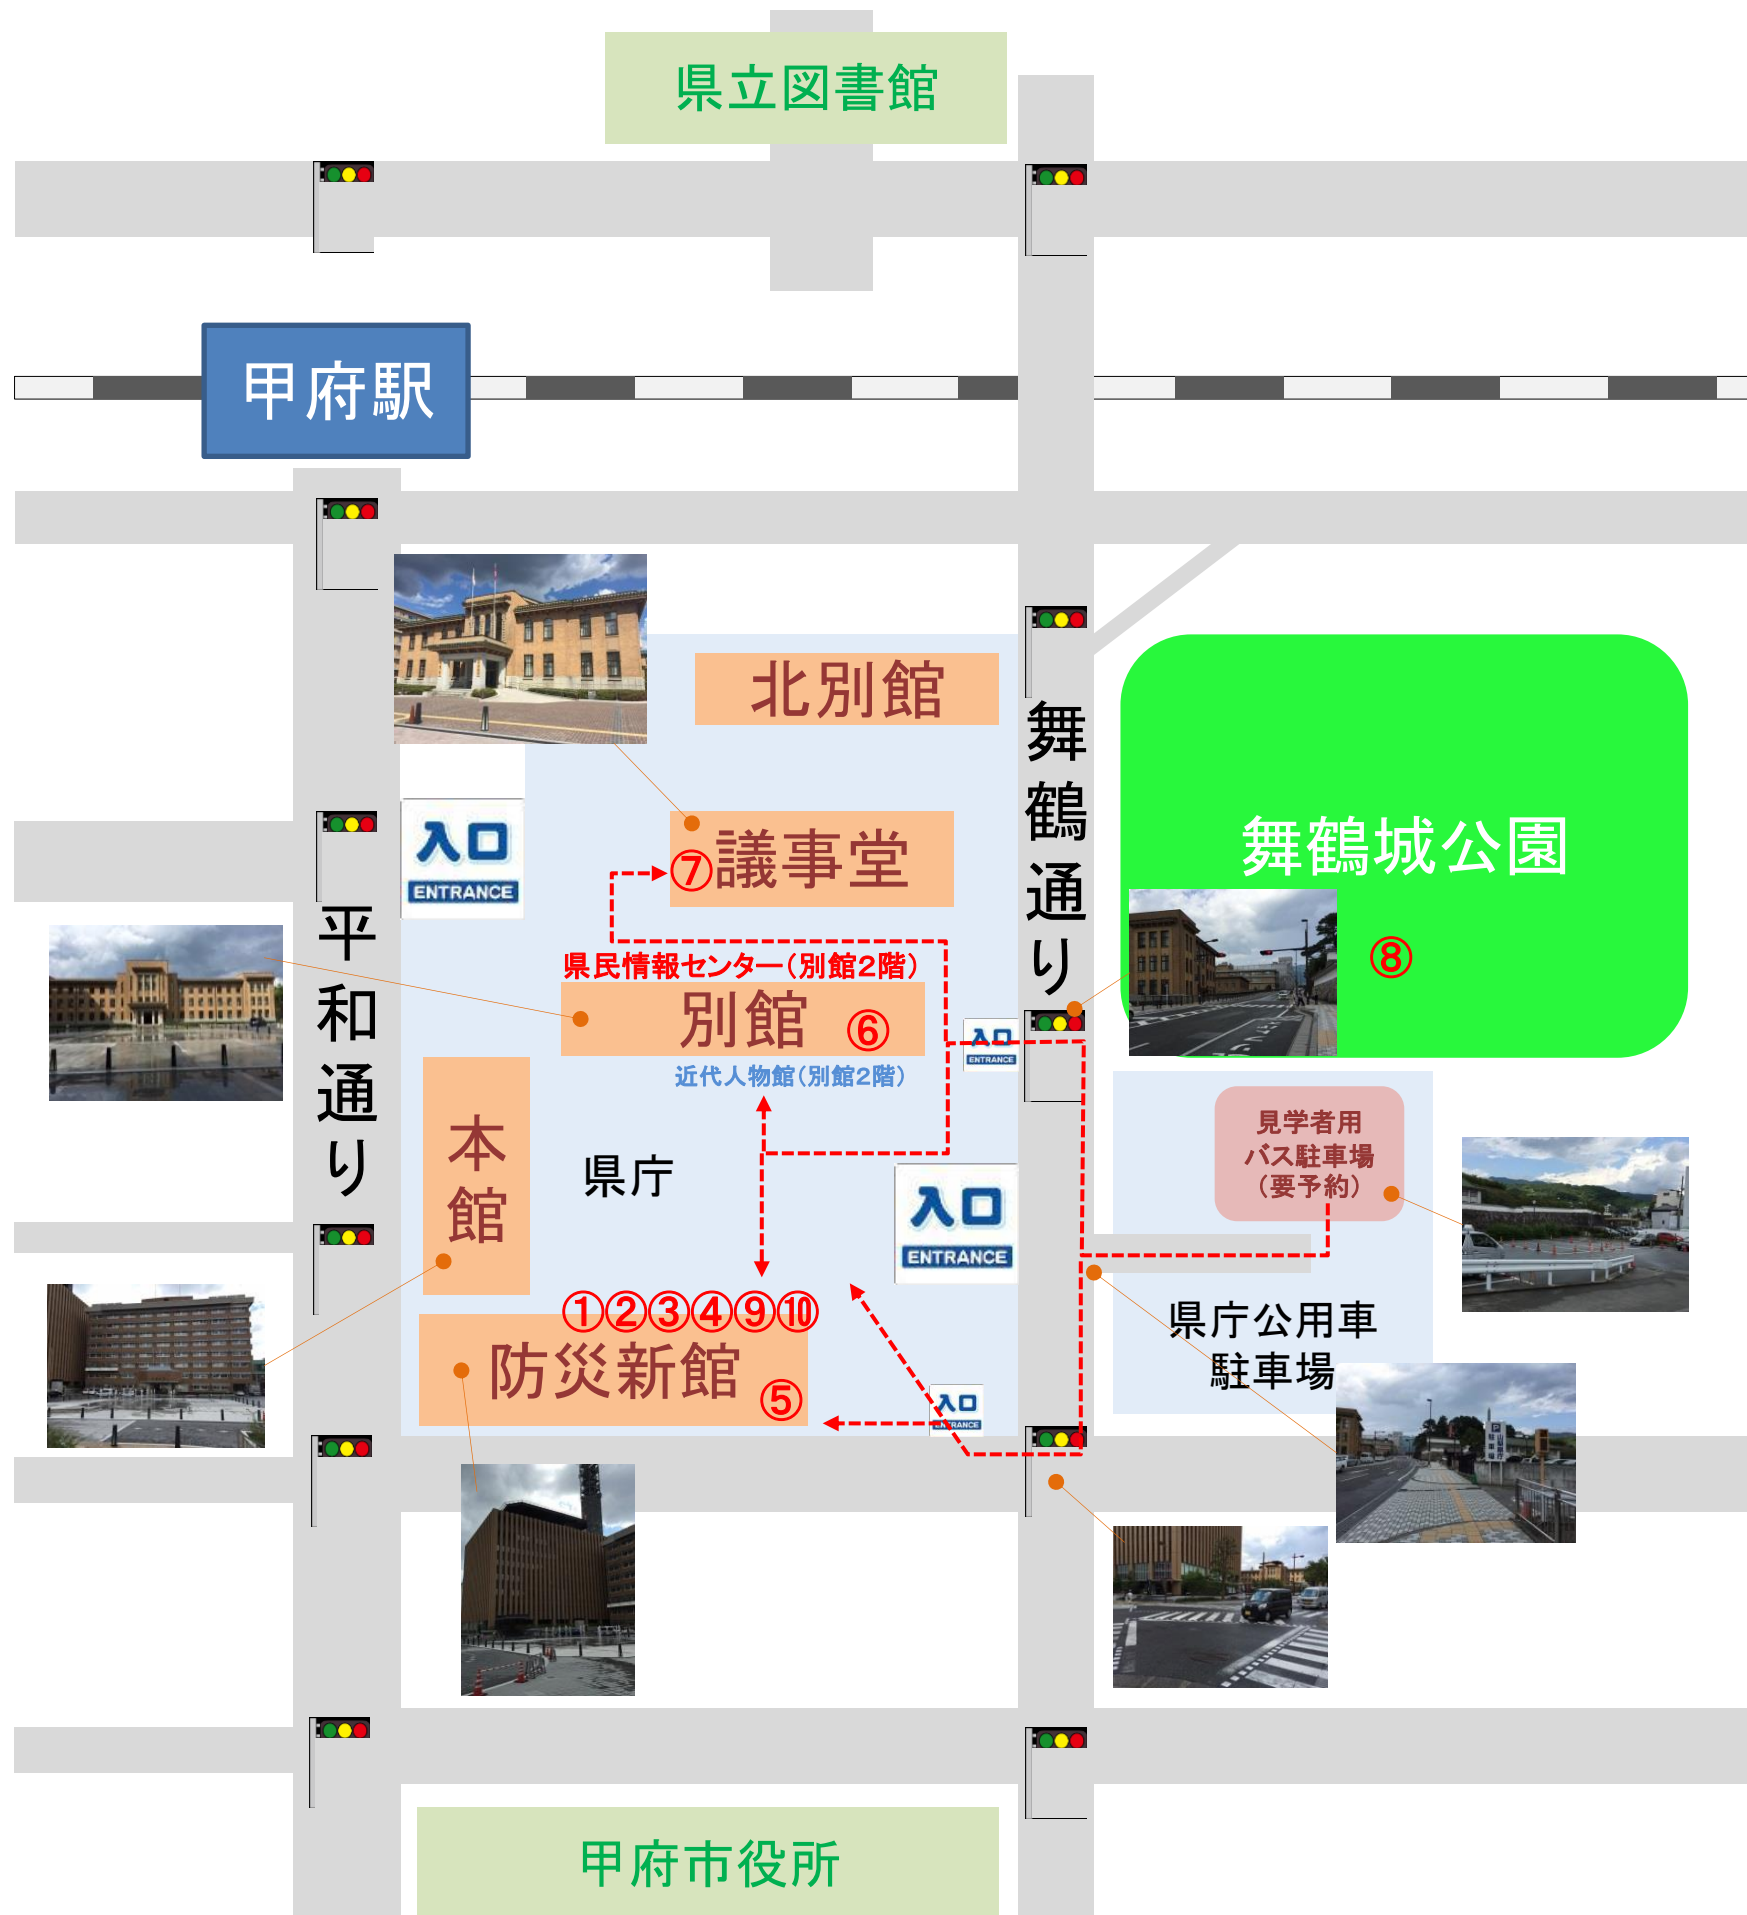 県立図書館
甲府駅
北別館
舞鶴通り
舞鶴城公園
入口
ENTRANCE
⑦議事堂
平和通り
⑧
県民情報センター(別館2階)
別館 ⑥
入口
ENTRANCE
近代人物館(別館2階)
本館
県庁
見学者用
バス駐車場
(要予約)
入口
ENTRANCE
①②③④⑨⑩
防災新館
⑤
県庁公用車
駐車場
入口
ENTRANCE
甲府市役所